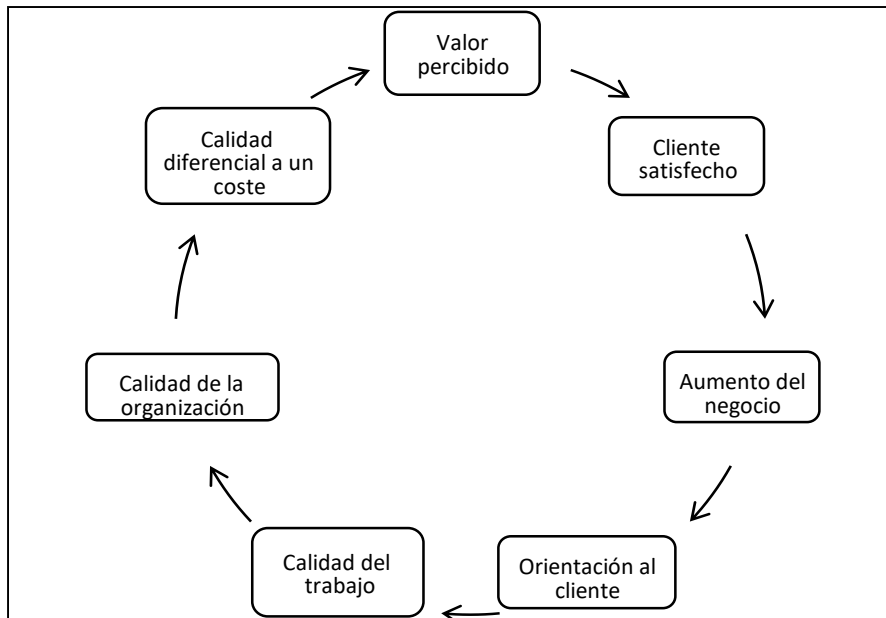 Valor
percibido
Cliente
satisfecho
Aumento del
negocio
Orientación al
cliente
Calidad del
trabajo
Calidad de la
organización
Calidad
diferencial a un
coste